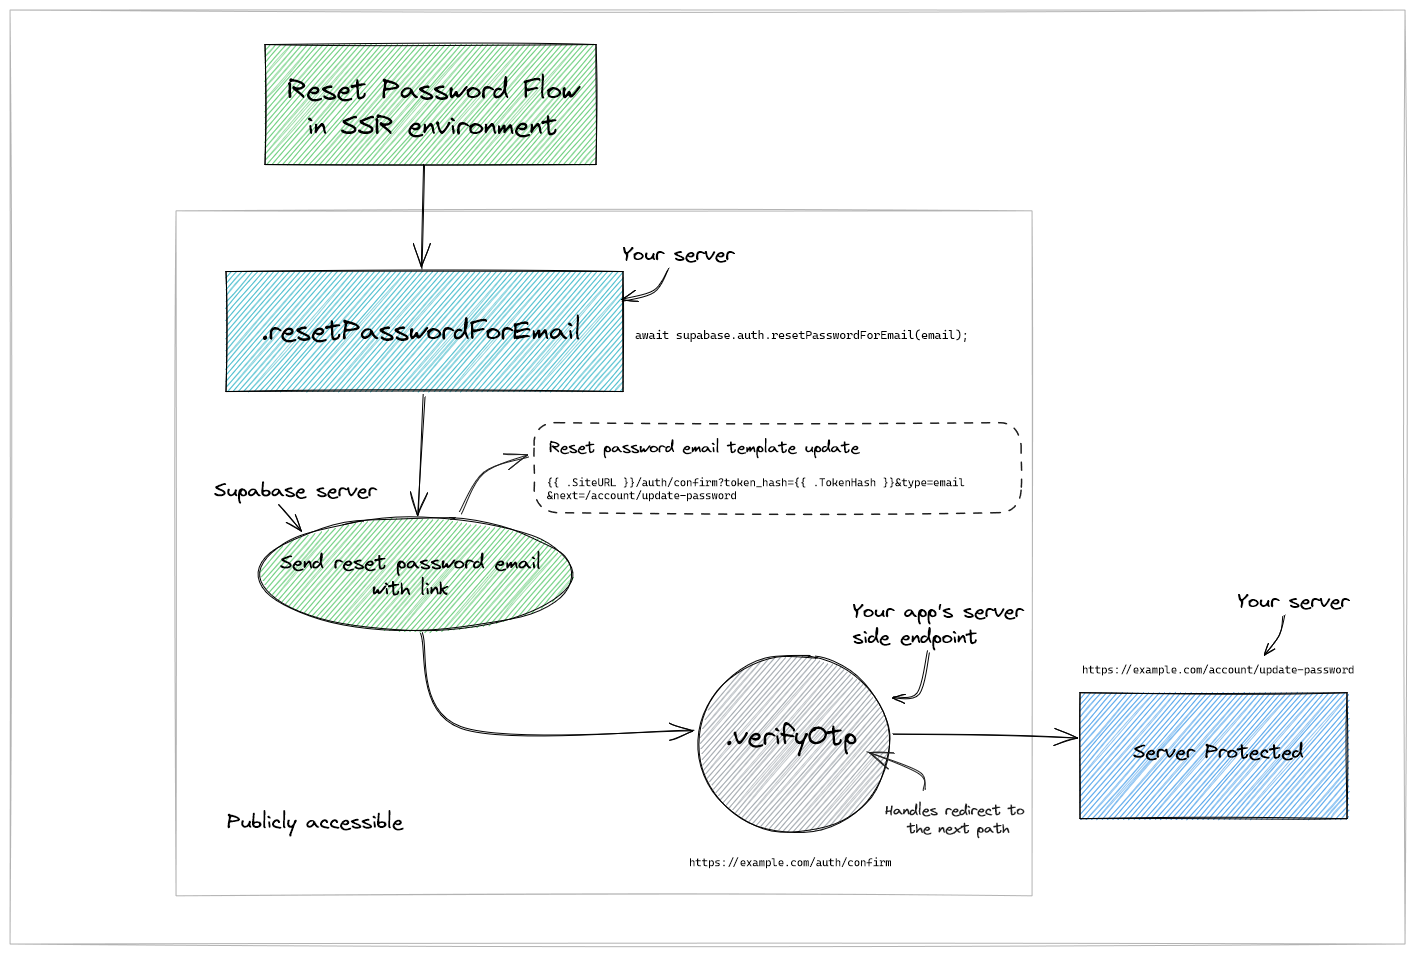 Reset Password Flow
in SSR environment
Your server
.resetPasswordForEmail
await supabase.auth.resetPasswordForEmail(email);
Reset password email template update
{{ .SiteURL }}/auth/confirm?token_hash={{ .TokenHash }}&type=email
&next=/account/update-password
Supabase server
Send reset password email
with link
Your app's server
side endpoint
.verifyOtp
Handles redirect to
the next path
https://example.com/auth/confirm
Publicly accessible
Your server
https://example.com/account/update-password
Server Protected